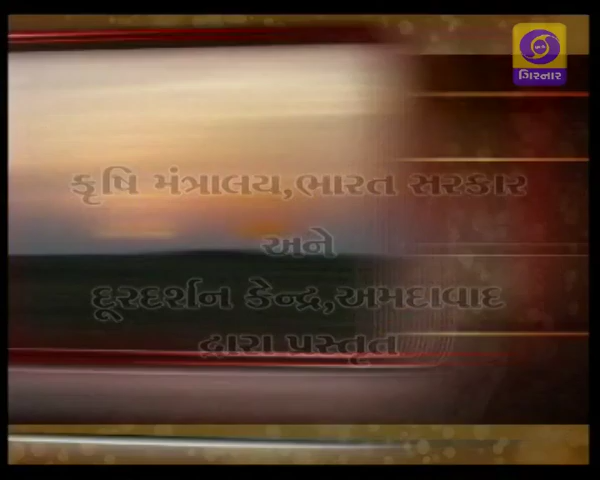 ગિરનાર
કૃષિ મંત્રાલય,ભારત સરકાર
અને
દૂરદર્શન કેન્દ્ર,અમદાવાદ
દ્વારા પ્રસ્તૃત